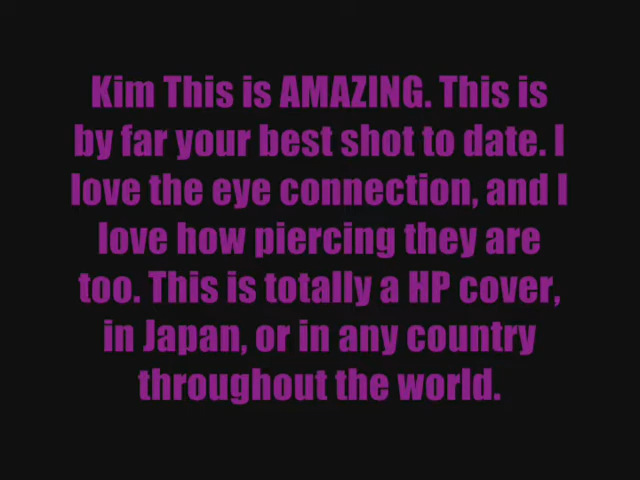 Kim This is AMAZING. This is
by far your best shot to date. I
love the eye connection, and I
love how piercing they are
too. This is totally a HP cover,
in Japan, or in any country
throughout the world.